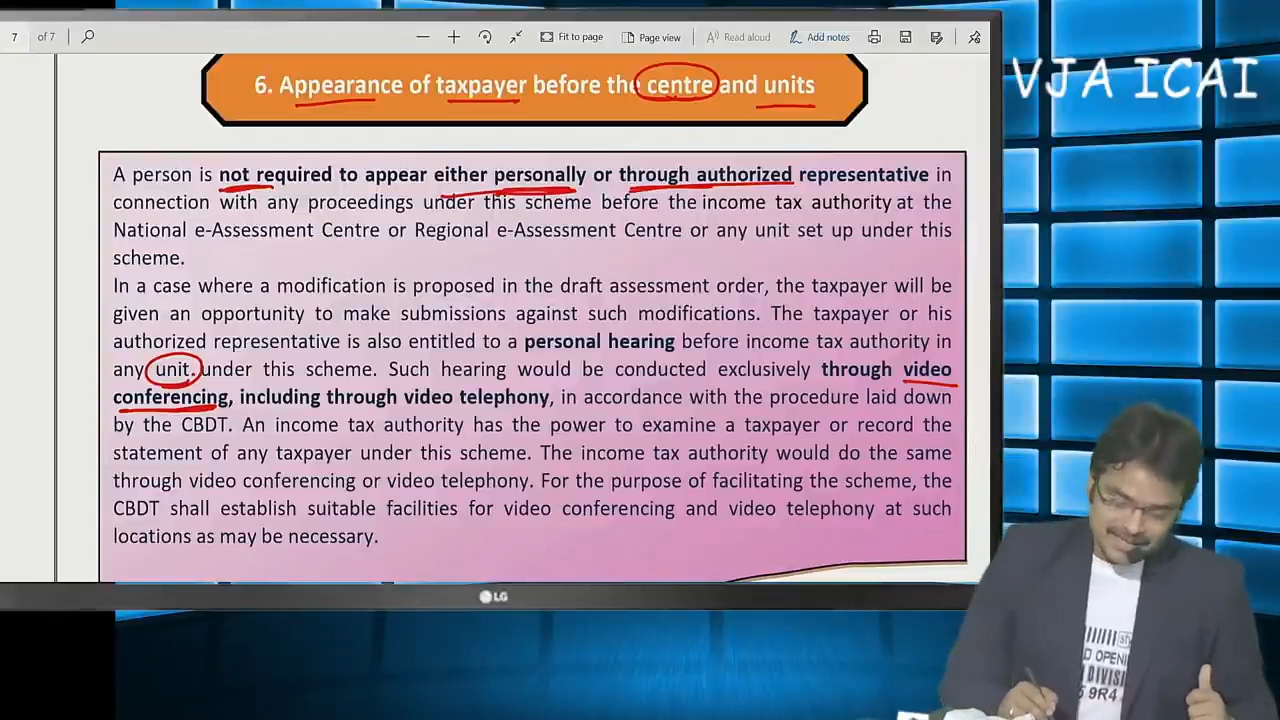 7 of 7 Fit to page Page view Read aloud Add notes
VJA ICAI
6. Appearance of taxpayer before the centre and units
A person is not required to appear either personally or through authorized representative in
connection with any proceedings under this scheme before the income tax authority at the
National e-Assessment Centre or Regional e-Assessment Centre or any unit set up under this
scheme.
In a case where a modification is proposed in the draft assessment order, the taxpayer will be
given an opportunity to make submissions against such modifications. The taxpayer or his
authorized representative is also entitled to a personal hearing before income tax authority in
any unit under this scheme. Such hearing would be conducted exclusively through video
conferencing, including through video telephony, in accordance with the procedure laid down
by the CBDT. An income tax authority has the power to examine a taxpayer or record the
statement of any taxpayer under this scheme. The income tax authority would do the same
through video conferencing or video telephony. For the purpose of facilitating the scheme, the
CBDT shall establish suitable facilities for video conferencing and video telephony at such
locations as may be necessary.
LG
D OPENI
DIVISI
5 9R4